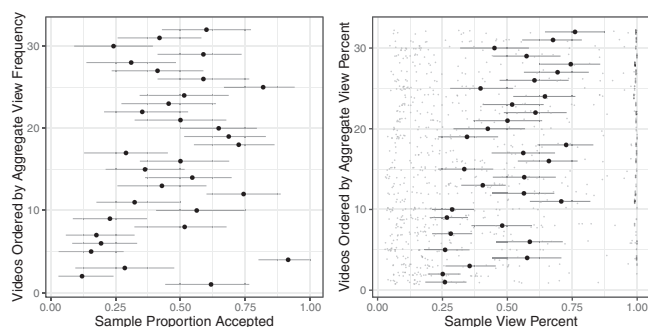 Videos Ordered by Aggregate View Frequency
30
20
10
0
0.00 0.25 0.50 0.75 1.00
Sample Proportion Accepted
Videos Ordered by Aggregate View Percent
30
20
10
0
0.00 0.25 0.50 0.75 1.00
Sample View Percent